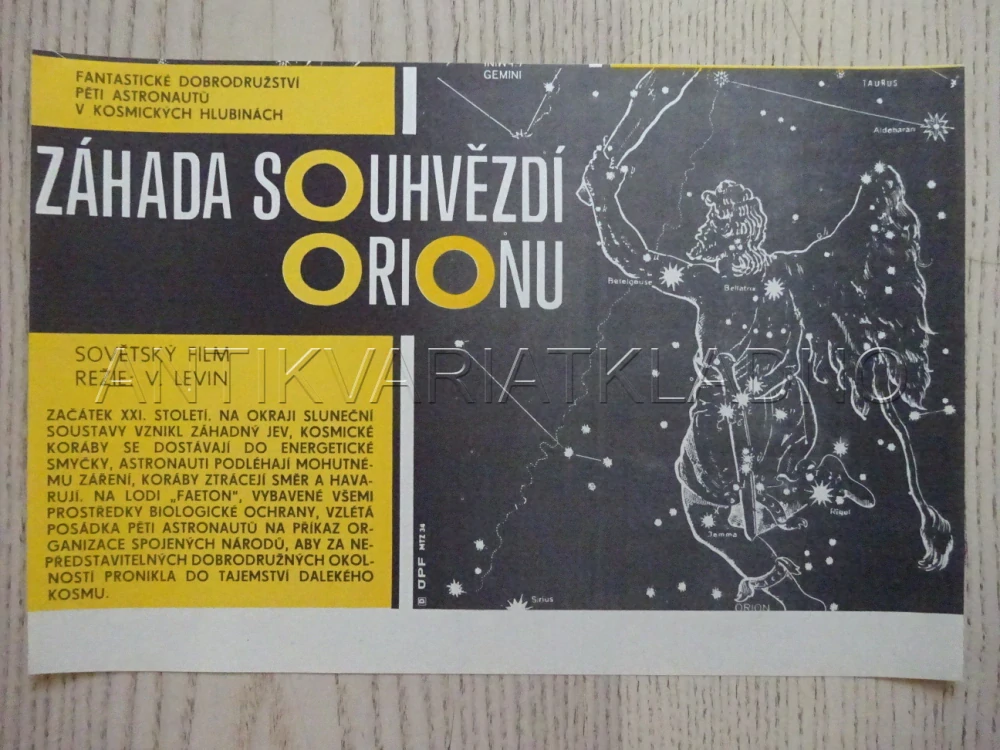 FANTASTICKÉ DOBRODRUŽSTVÍ
PĚTI ASTRONAUTŮ
V KOSMICKÝCH HLUBINÁCH
ZÁHADA SOUHVĚZDÍ
ORIONU
SOVĚTSKÝ FILM
REŽIE: V. LEVIN
ZAČÁTEK XXI. STOLETÍ. NA OKRAJI SLUNEČNÍ
SOUSTAVY VZNIKL ZÁHADNÝ JEV, KOSMICKÉ
KORÁBY SE DOSTÁVAJÍ DO ENERGETICKÉ
SMYČKY, ASTRONAUTI PODLÉHAJÍ MOHUTNÉ-
MU ZÁŘENÍ, KORÁBY ZTRÁCEJÍ SMĚR A HAVA-
RUJÍ. NA LODI „FAETON", VYBAVENÉ VŠEMI
PROSTŘEDKY BIOLOGICKÉ OCHRANY, VZLÉTÁ
POSÁDKA PĚTI ASTRONAUTŮ NA PŘÍKAZ OR-
GANIZACE SPOJENÝCH NÁRODŮ, ABY ZA NE-
PŘEDSTAVITELNÝCH DOBRODRUŽNÝCH OKOL-
NOSTÍ PRONIKLA DO TAJEMSTVÍ DALEKÉHO
KOSMU.
ÚPF MTZ 34
GEMINI
TAURUS
Aldebaran
Betelgeuse
Bellatrix
Rigel
Jemma
Sirius
ORION
ANTIKVARIATKLADNO